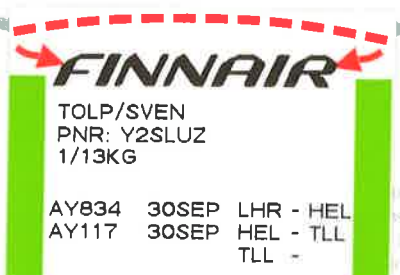 FINNAIR
TOLP/SVEN
PNR: Y2SLUZ
1/13KG
AY834 30SEP LHR - HEL
AY117 30SEP HEL - TLL
TLL -